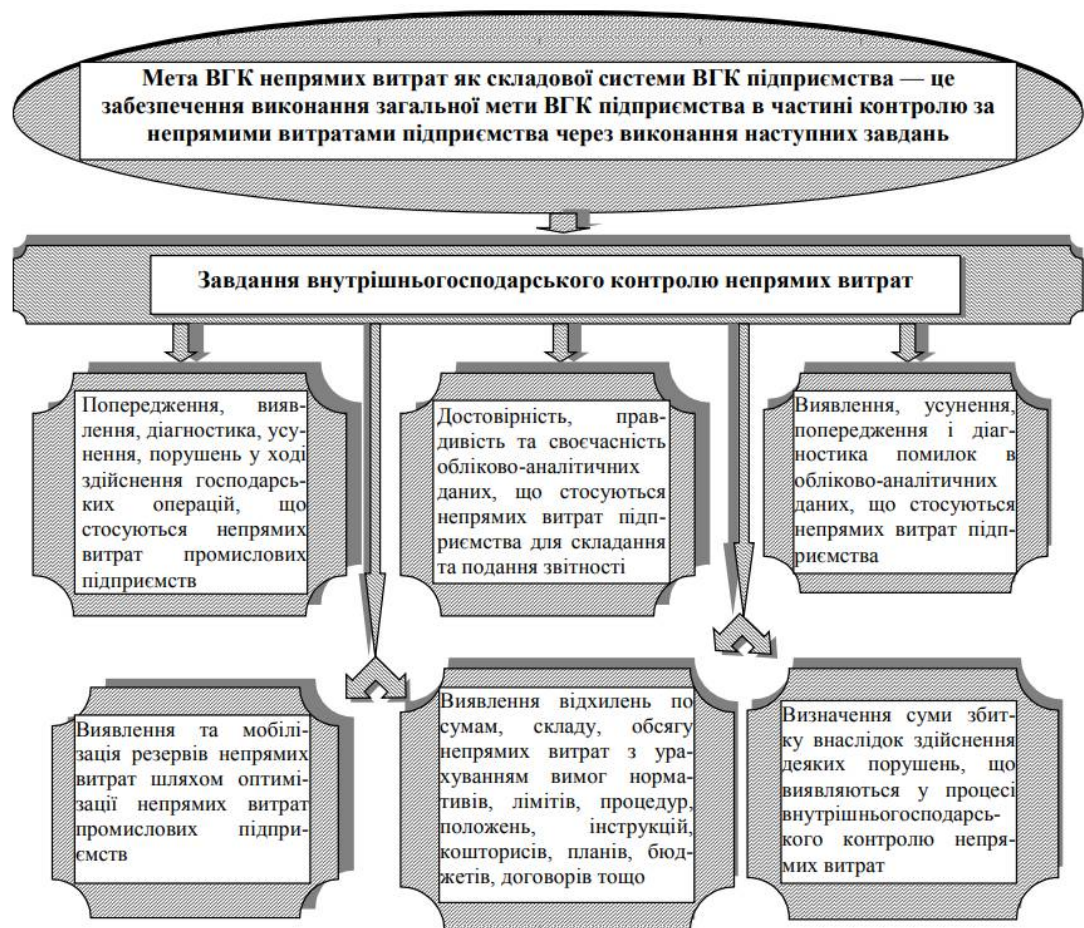 Мета ВГК непрямих витрат як складової системи ВГК підприємства — це
забезпечення виконання загальної мети ВГК підприємства в частині контролю за
непрямими витратами підприємства через виконання наступних завдань
Завдання внутрішньогосподарського контролю непрямих витрат
Попередження, вияв-
лення, діагностика, усу-
нення, порушень у ході
здійснення господарсь-
ких операцій, що
стосуються непрямих
витрат промислових
підприємств
Достовірність, прав-
дивість та своєчасність
обліково-аналітичних
даних, що стосуються
непрямих витрат підп-
риємства для складання
та подання звітності
Виявлення, усунення,
попередження і діаг-
ностика помилок в
обліково-аналітичних
даних, що стосуються
непрямих витрат підп-
риємства
Виявлення та мобілі-
зація резервів непрямих
витрат шляхом оптимі-
зації непрямих витрат
промислових підпри-
ємств
Виявлення відхилень по
сумам, складу, обсягу
непрямих витрат з ура-
хуванням вимог норма-
тивів, лімітів, процедур,
положень, інструкцій,
кошторисів, планів, бю-
джетів, договорів тощо
Визначення суми збит-
ку внаслідок здійснення
деяких порушень, що
виявляються у процесі
внутрішньогосподарсь-
кого контролю непря-
мих витрат